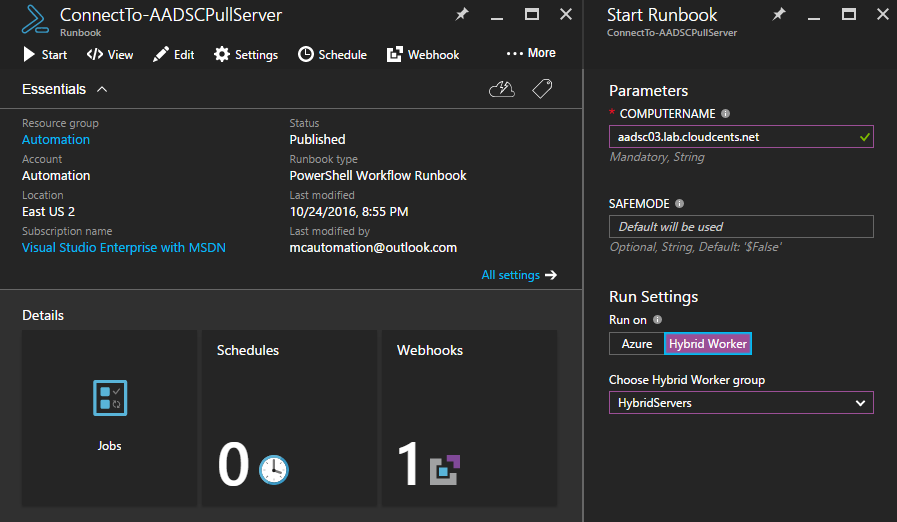 ConnectTo-AADSCPullServer
Runbook
Start </> View Edit Settings Schedule Webhook ... More
Essentials
Resource group
Automation
Account
Automation
Location
East US 2
Subscription name
Visual Studio Enterprise with MSDN
Status
Published
Runbook type
PowerShell Workflow Runbook
Last modified
10/24/2016, 8:55 PM
Last modified by
mcautomation@outlook.com
All settings →
Details
Jobs
Schedules
0
Webhooks
1
Start Runbook
ConnectTo-AADSCPullServer
Parameters
* COMPUTERNAME
aadsc03.lab.cloudcents.net
Mandatory, String
SAFEMODE
Default will be used
Optional, String, Default: '$False'
Run Settings
Run on
Azure Hybrid Worker
Choose Hybrid Worker group
HybridServers